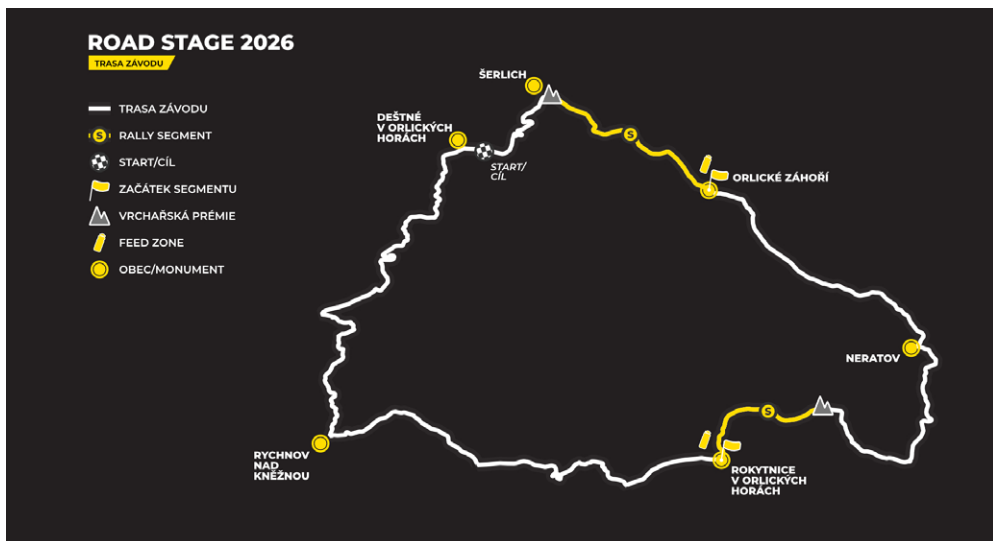 ROAD STAGE 2026
TRASA ZÁVODU
TRASA ZÁVODU
S
RALLY SEGMENT
START/CÍL
ZAČÁTEK SEGMENTU
VRCHAŘSKÁ PRÉMIE
FEED ZONE
OBEC/MONUMENT
ŠERLICH
DEŠTNÉ
V ORLICKÝCH
HORÁCH
START/
CÍL
S
ORLICKÉ ZÁHOŘÍ
NERATOV
S
ROKYTNICE
V ORLICKÝCH
HORÁCH
RYCHNOV
NAD
KNĚŽNOU